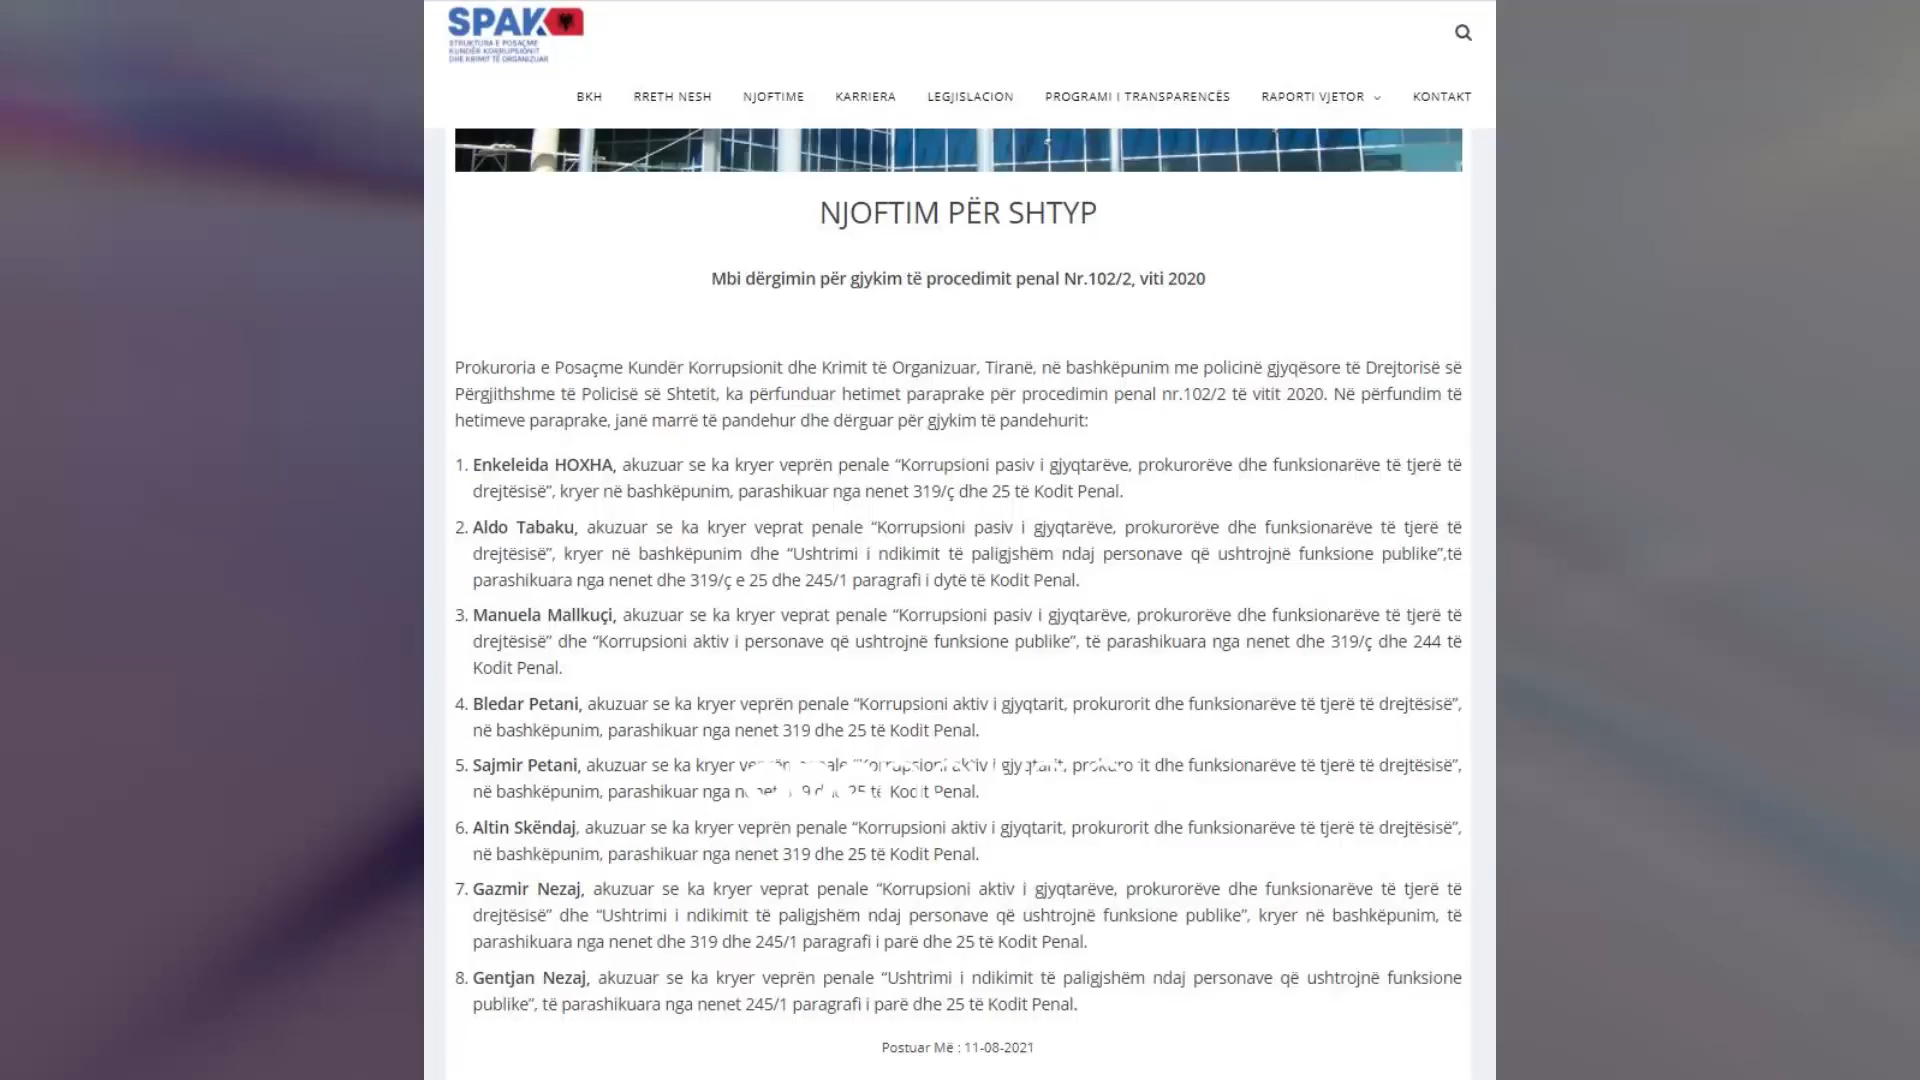 SPAK
STRUKTURA E POSAÇME
KUNDËR KORRUPSIONIT
DHE KRIMIT TË ORGANIZUAR
BKH RRETH NESH NJOFTIME KARRIERA LEGJISLACION PROGRAMI I TRANSPARENCËS RAPORTI VJETOR KONTAKT
NJOFTIM PËR SHTYP
Mbi dërgimin për gjykim të procedimit penal Nr.102/2, viti 2020
Prokuroria e Posaçme Kundër Korrupsionit dhe Krimit të Organizuar, Tiranë, në bashkëpunim me policinë gjyqësore të Drejtorisë së
Përgjithshme të Policisë së Shtetit, ka përfunduar hetimet paraprake për procedimin penal nr.102/2 të vitit 2020. Në përfundim të
hetimeve paraprake, janë marrë të pandehur dhe dërguar për gjykim të pandehurit:
1. Enkeleida HOXHA, akuzuar se ka kryer veprën penale “Korrupsioni pasiv i gjyqtarëve, prokurorëve dhe funksionarëve të tjerë të
drejtësisë”, kryer në bashkëpunim, parashikuar nga nenet 319/ç dhe 25 të Kodit Penal.
2. Aldo Tabaku, akuzuar se ka kryer veprat penale “Korrupsioni pasiv i gjyqtarëve, prokurorëve dhe funksionarëve të tjerë të
drejtësisë”, kryer në bashkëpunim dhe “Ushtrimi i ndikimit të paligjshëm ndaj personave që ushtrojnë funksione publike”,të
parashikuara nga nenet dhe 319/ç e 25 dhe 245/1 paragrafi i dytë të Kodit Penal.
3. Manuela Mallkuçi, akuzuar se ka kryer veprat penale “Korrupsioni pasiv i gjyqtarëve, prokurorëve dhe funksionarëve të tjerë të
drejtësisë” dhe “Korrupsioni aktiv i personave që ushtrojnë funksione publike”, të parashikuara nga nenet dhe 319/ç dhe 244 të
Kodit Penal.
4. Bledar Petani, akuzuar se ka kryer veprën penale “Korrupsioni aktiv i gjyqtarit, prokurorit dhe funksionarëve të tjerë të drejtësisë”,
në bashkëpunim, parashikuar nga nenet 319 dhe 25 të Kodit Penal.
5. Sajmir Petani, akuzuar se ka kryer veprën penale “Korrupsioni aktiv i gjyqtarit, prokurorit dhe funksionarëve të tjerë të drejtësisë”,
në bashkëpunim, parashikuar nga nenet 319 dhe 25 të Kodit Penal.
6. Altin Skëndaj, akuzuar se ka kryer veprën penale “Korrupsioni aktiv i gjyqtarit, prokurorit dhe funksionarëve të tjerë të drejtësisë”,
në bashkëpunim, parashikuar nga nenet 319 dhe 25 të Kodit Penal.
7. Gazmir Nezaj, akuzuar se ka kryer veprat penale “Korrupsioni aktiv i gjyqtarëve, prokurorëve dhe funksionarëve të tjerë të
drejtësisë” dhe “Ushtrimi i ndikimit të paligjshëm ndaj personave që ushtrojnë funksione publike”, kryer në bashkëpunim, të
parashikuara nga nenet dhe 319 dhe 245/1 paragrafi i parë dhe 25 të Kodit Penal.
8. Gentjan Nezaj, akuzuar se ka kryer veprën penale “Ushtrimi i ndikimit të paligjshëm ndaj personave që ushtrojnë funksione
publike”, të parashikuara nga nenet 245/1 paragrafi i parë dhe 25 të Kodit Penal.
Postuar Më : 11-08-2021